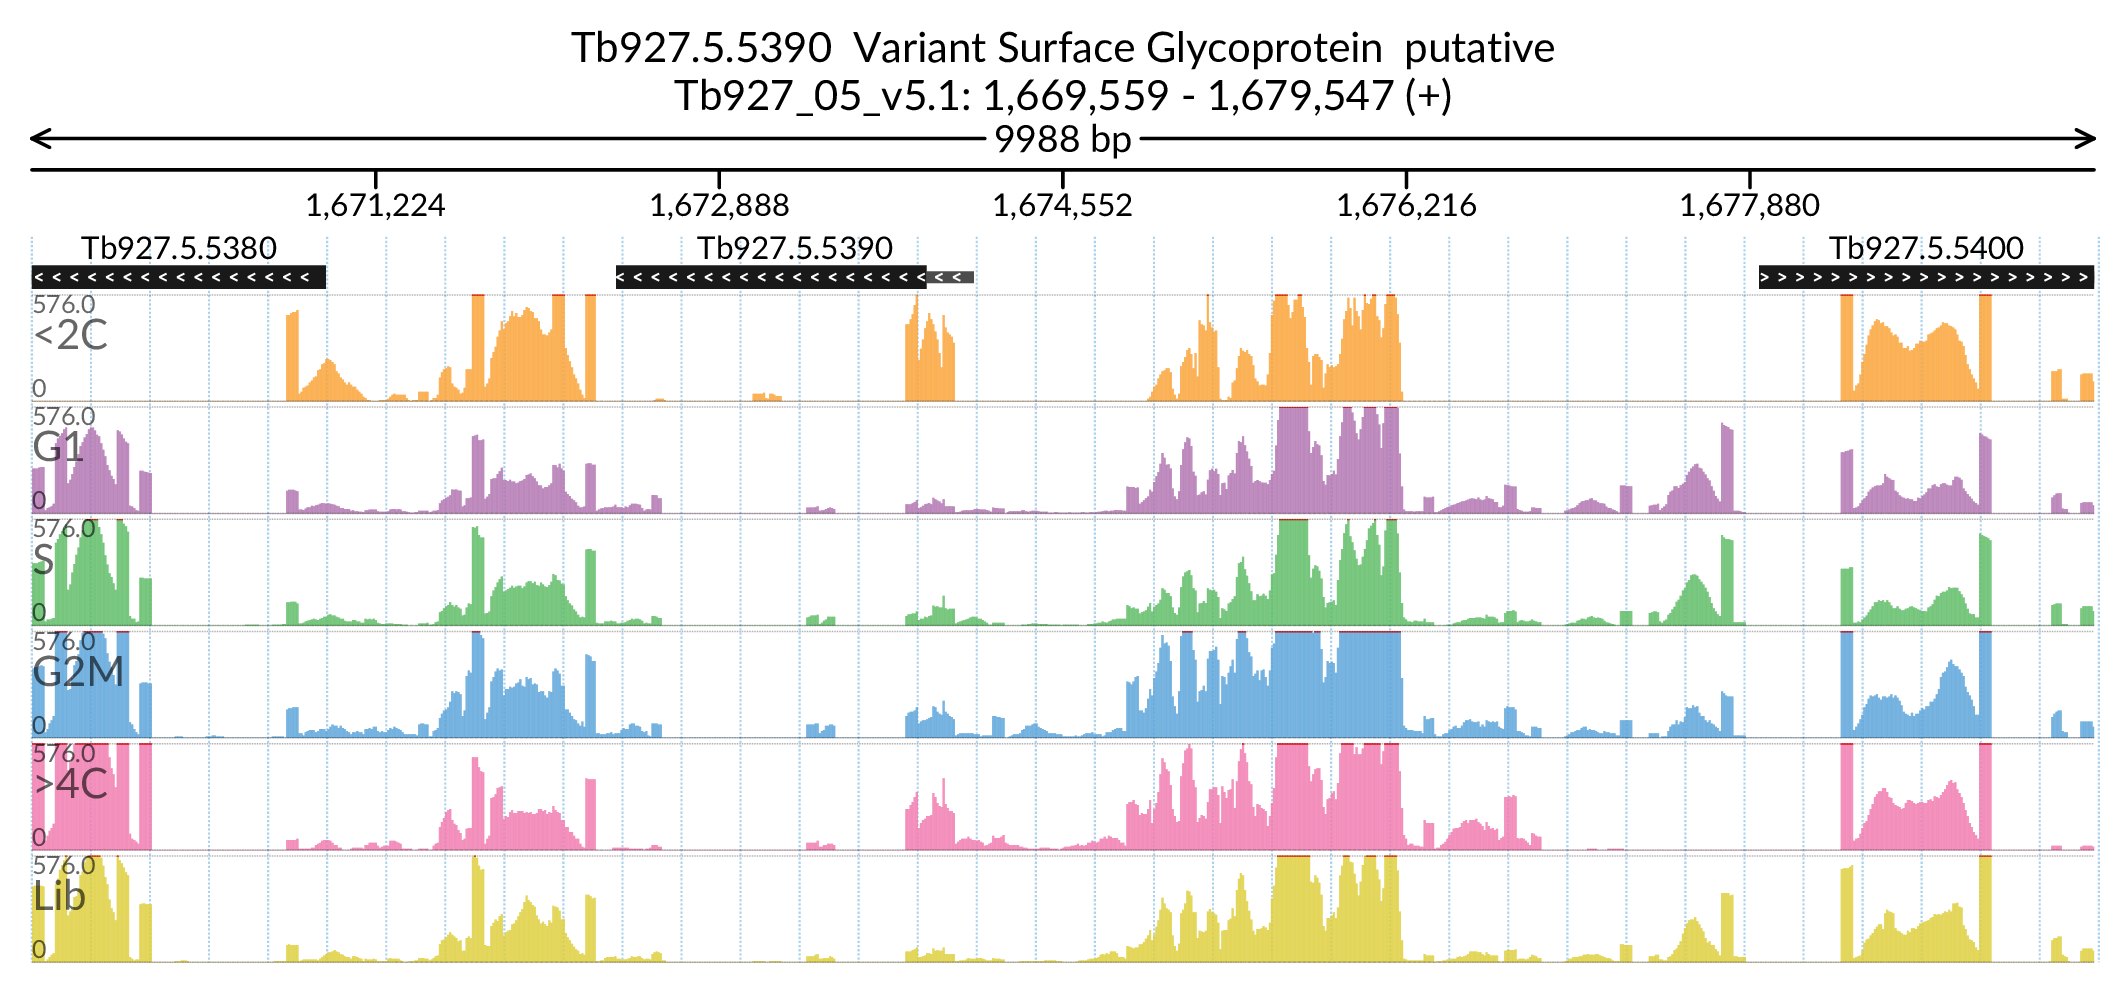 Tb927.5.5390 Variant Surface Glycoprotein putative
Tb927_05_v5.1: 1,669,559 - 1,679,547 (+)
9988 bp
1,671,224 1,672,888 1,674,552 1,676,216 1,677,880
Tb927.5.5380 Tb927.5.5390 Tb927.5.5400
576.0
<2C
0
576.0
G1
0
576.0
S
0
576.0
G2M
0
576.0
>4C
0
576.0
Lib
0